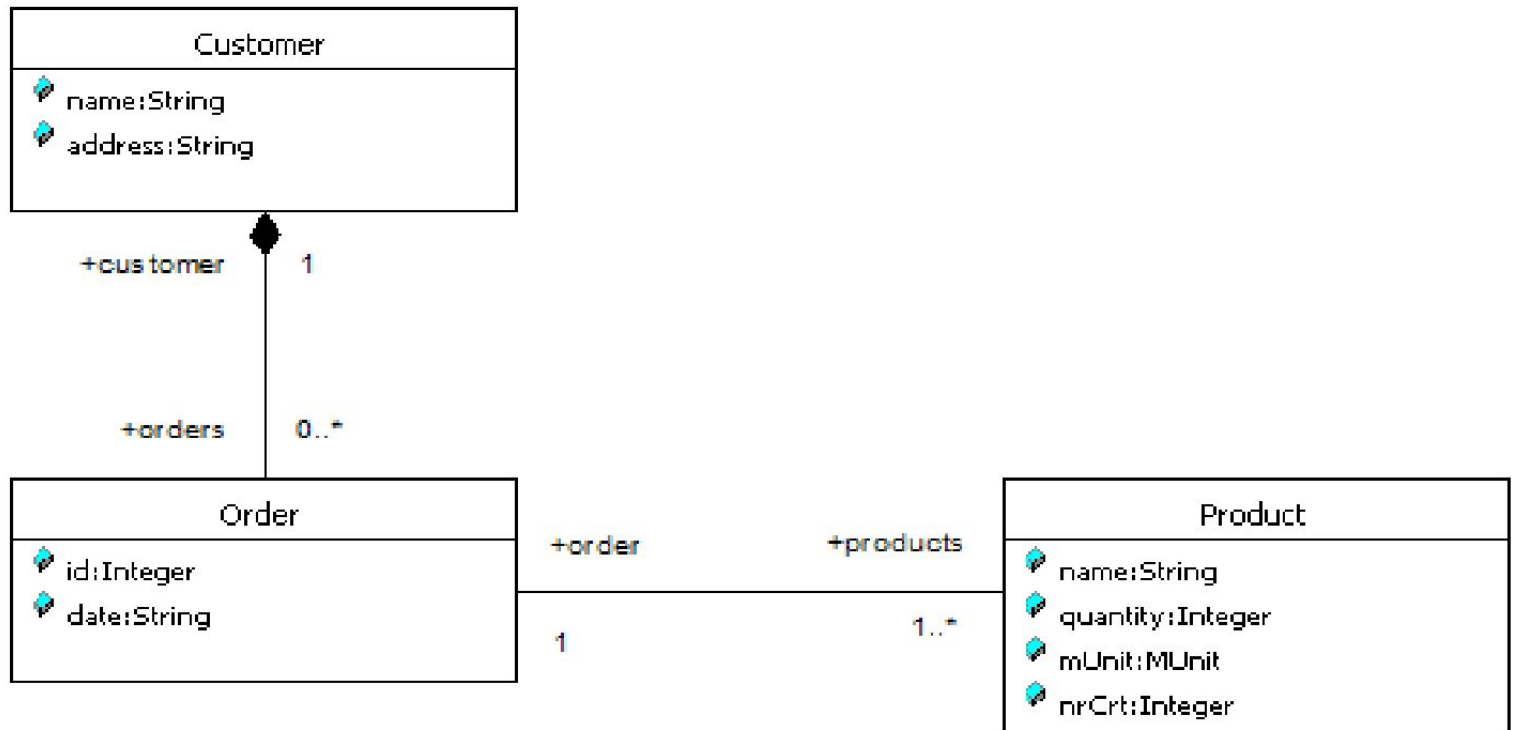 Customer
name:String
address:String
+customer 1
+orders 0..*
Order
id:Integer
date:String
+order +products
1 1..*
Product
name:String
quantity:Integer
mUnit:MUnit
nrCrt:Integer